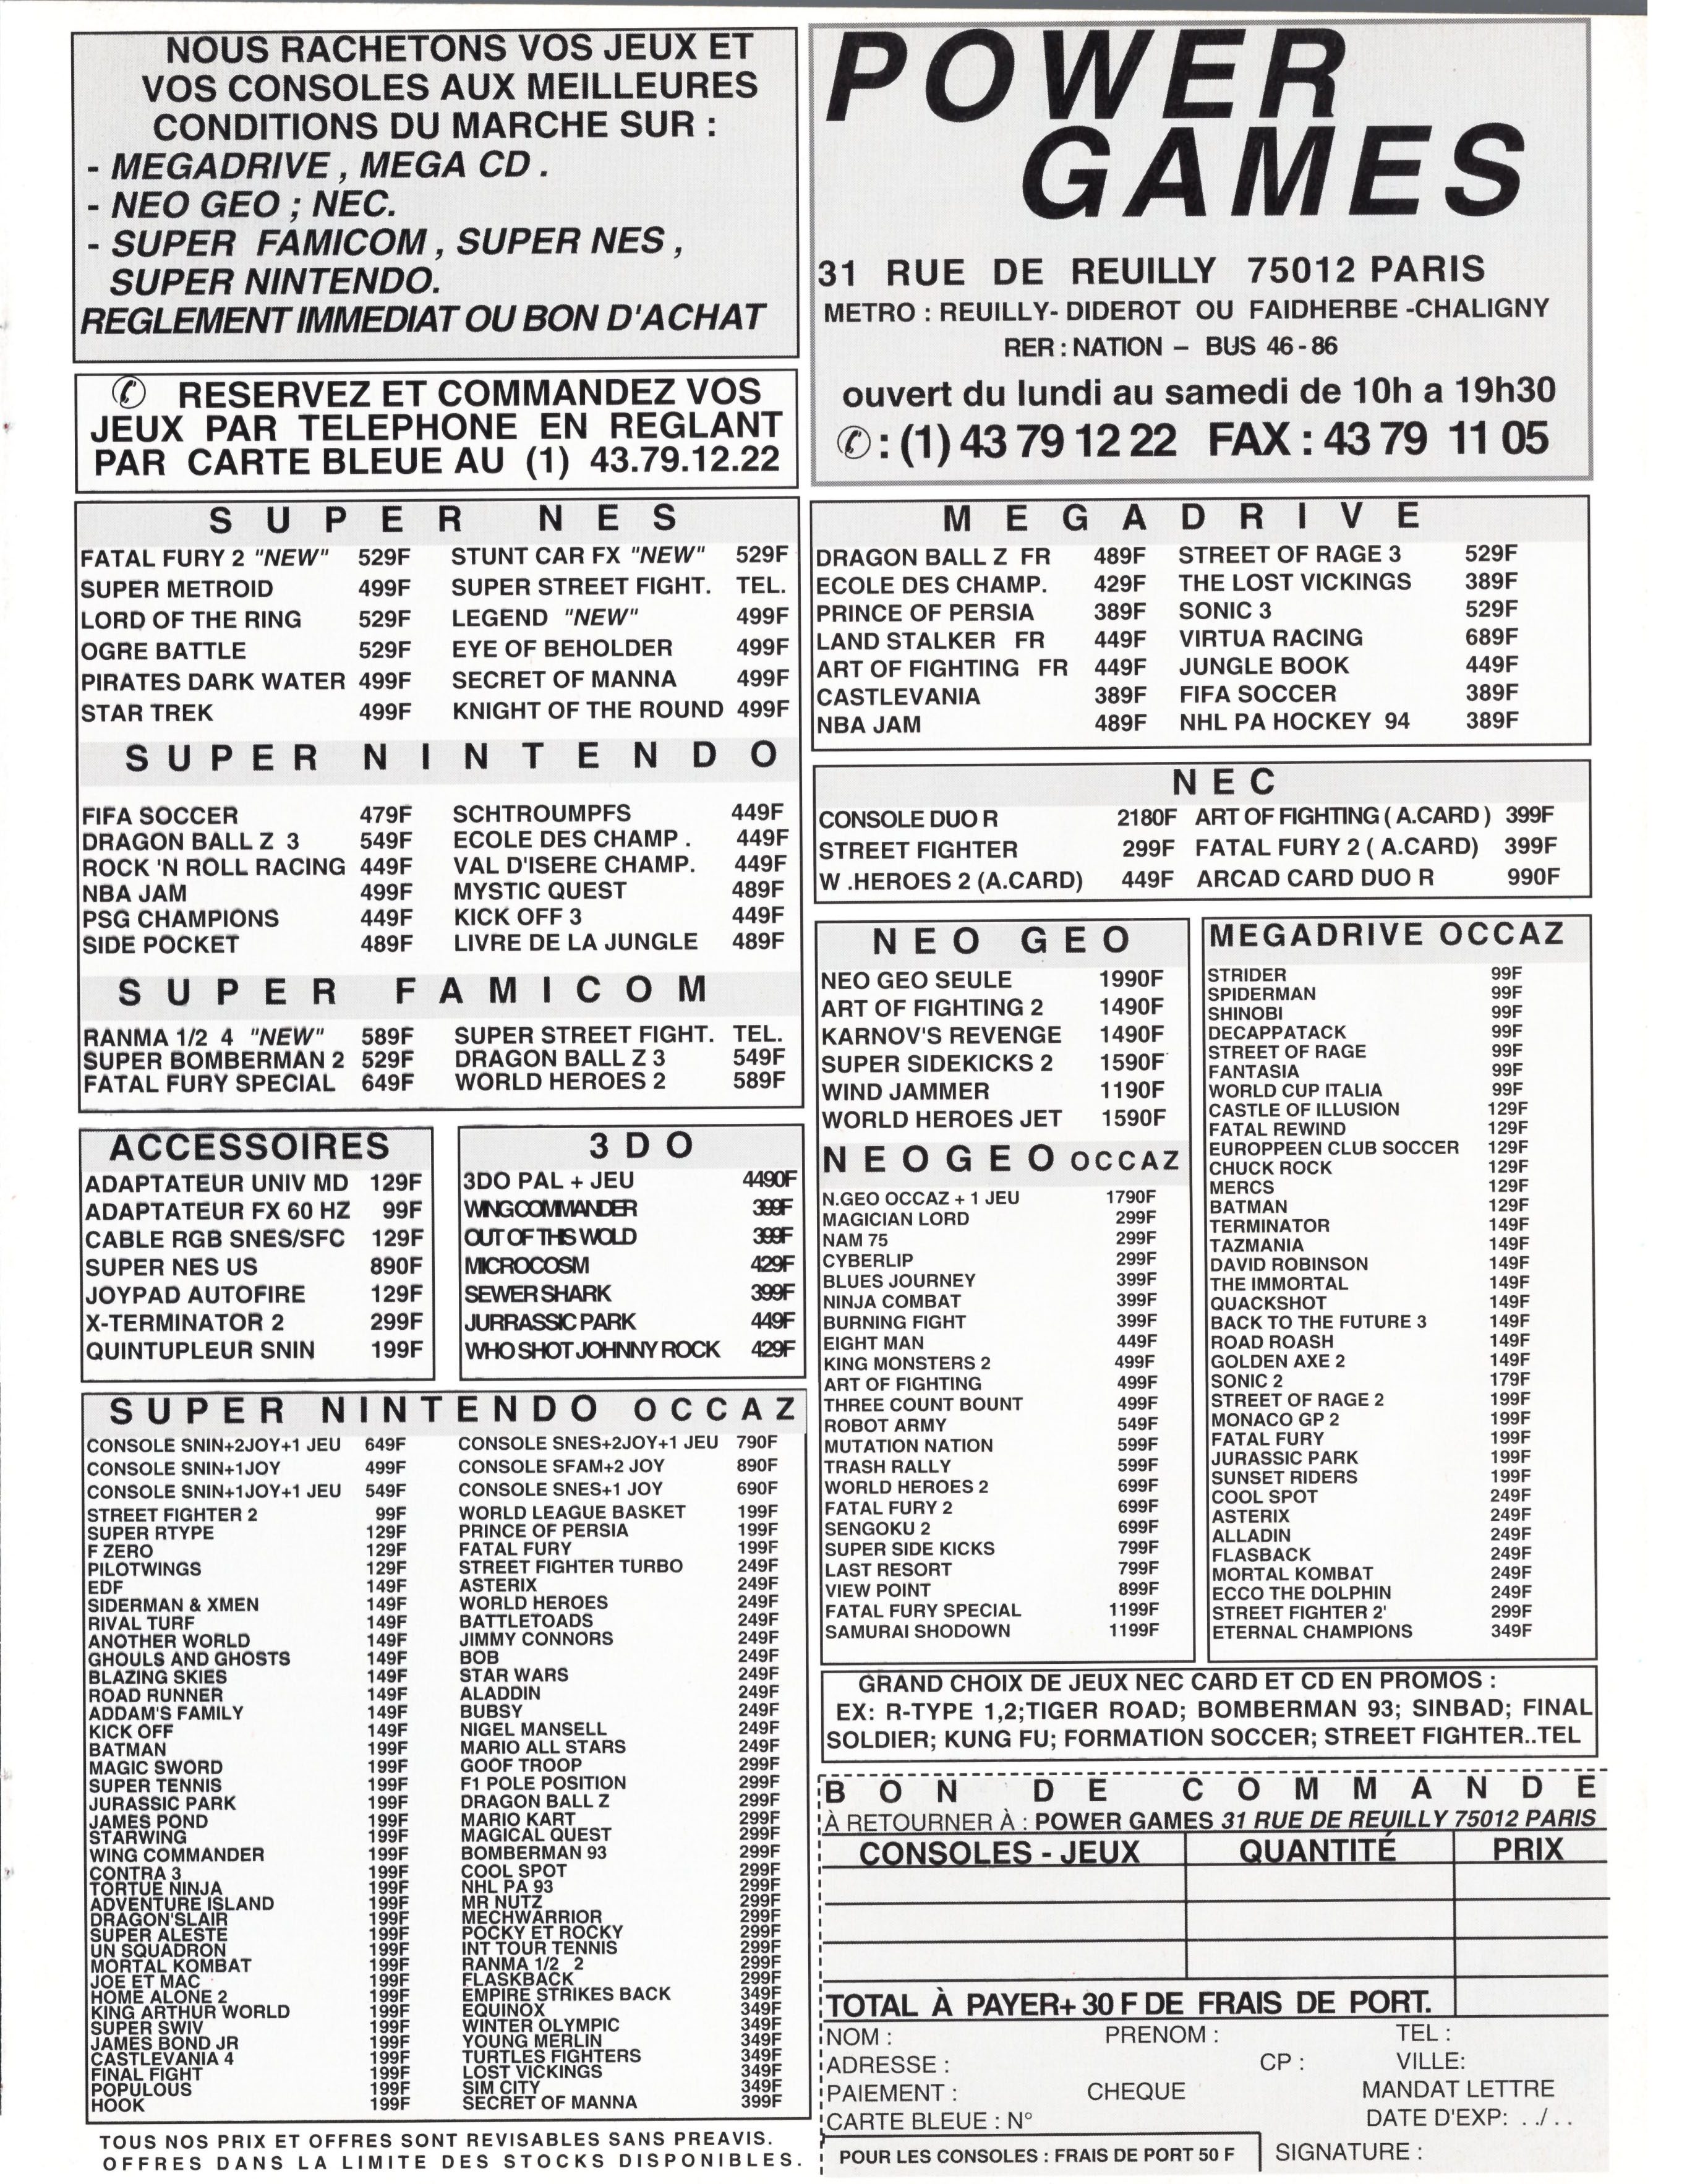 NOUS RACHETONS VOS JEUX ET
VOS CONSOLES AUX MEILLEURES
CONDITIONS DU MARCHE SUR :
- MEGADRIVE , MEGA CD .
- NEO GEO ; NEC.
- SUPER FAMICOM , SUPER NES ,
SUPER NINTENDO.
REGLEMENT IMMEDIAT OU BON D'ACHAT
✆ RESERVEZ ET COMMANDEZ VOS
JEUX PAR TELEPHONE EN REGLANT
PAR CARTE BLEUE AU (1) 43.79.12.22
POWER
GAMES
31 RUE DE REUILLY 75012 PARIS
METRO : REUILLY- DIDEROT OU FAIDHERBE -CHALIGNY
RER : NATION – BUS 46 - 86
ouvert du lundi au samedi de 10h a 19h30
✆ : (1) 43 79 12 22 FAX : 43 79 11 05
SUPER NES
FATAL FURY 2 "NEW" 529F STUNT CAR FX "NEW" 529F
SUPER METROID 499F SUPER STREET FIGHT. TEL.
LORD OF THE RING 529F LEGEND "NEW" 499F
OGRE BATTLE 529F EYE OF BEHOLDER 499F
PIRATES DARK WATER 499F SECRET OF MANNA 499F
STAR TREK 499F KNIGHT OF THE ROUND 499F
SUPER NINTENDO
FIFA SOCCER 479F SCHTROUMPFS 449F
DRAGON BALL Z 3 549F ECOLE DES CHAMP . 449F
ROCK 'N ROLL RACING 449F VAL D'ISERE CHAMP. 449F
NBA JAM 499F MYSTIC QUEST 489F
PSG CHAMPIONS 449F KICK OFF 3 449F
SIDE POCKET 489F LIVRE DE LA JUNGLE 489F
SUPER FAMICOM
RANMA 1/2 4 "NEW" 589F SUPER STREET FIGHT. TEL.
SUPER BOMBERMAN 2 529F DRAGON BALL Z 3 549F
FATAL FURY SPECIAL 649F WORLD HEROES 2 589F
MEGADRIVE
DRAGON BALL Z FR 489F STREET OF RAGE 3 529F
ECOLE DES CHAMP. 429F THE LOST VICKINGS 389F
PRINCE OF PERSIA 389F SONIC 3 529F
LAND STALKER FR 449F VIRTUA RACING 689F
ART OF FIGHTING FR 449F JUNGLE BOOK 449F
CASTLEVANIA 389F FIFA SOCCER 389F
NBA JAM 489F NHL PA HOCKEY 94 389F
NEC
CONSOLE DUO R 2180F ART OF FIGHTING ( A.CARD ) 399F
STREET FIGHTER 299F FATAL FURY 2 ( A.CARD) 399F
W .HEROES 2 (A.CARD) 449F ARCAD CARD DUO R 990F
ACCESSOIRES
ADAPTATEUR UNIV MD 129F
ADAPTATEUR FX 60 HZ 99F
CABLE RGB SNES/SFC 129F
SUPER NES US 890F
JOYPAD AUTOFIRE 129F
X-TERMINATOR 2 299F
QUINTUPLEUR SNIN 199F
3 DO
3DO PAL + JEU 4490F
WING COMMANDER 399F
OUT OF THIS WOLD 399F
MICROCOSM 429F
SEWER SHARK 399F
JURRASSIC PARK 449F
WHO SHOT JOHNNY ROCK 429F
NEO GEO
NEO GEO SEULE 1990F
ART OF FIGHTING 2 1490F
KARNOV'S REVENGE 1490F
SUPER SIDEKICKS 2 1590F
WIND JAMMER 1190F
WORLD HEROES JET 1590F
NEOGEO OCCAZ
N.GEO OCCAZ + 1 JEU 1790F
MAGICIAN LORD 299F
NAM 75 299F
CYBERLIP 299F
BLUES JOURNEY 399F
NINJA COMBAT 399F
BURNING FIGHT 399F
EIGHT MAN 449F
KING MONSTERS 2 499F
ART OF FIGHTING 499F
THREE COUNT BOUNT 499F
ROBOT ARMY 549F
MUTATION NATION 599F
TRASH RALLY 599F
WORLD HEROES 2 699F
FATAL FURY 2 699F
SENGOKU 2 699F
SUPER SIDE KICKS 799F
LAST RESORT 799F
VIEW POINT 899F
FATAL FURY SPECIAL 1199F
SAMURAI SHODOWN 1199F
MEGADRIVE OCCAZ
STRIDER 99F
SPIDERMAN 99F
SHINOBI 99F
DECAPPATACK 99F
STREET OF RAGE 99F
FANTASIA 99F
WORLD CUP ITALIA 99F
CASTLE OF ILLUSION 129F
FATAL REWIND 129F
EUROPPEEN CLUB SOCCER 129F
CHUCK ROCK 129F
MERCS 129F
BATMAN 129F
TERMINATOR 149F
TAZMANIA 149F
DAVID ROBINSON 149F
THE IMMORTAL 149F
QUACKSHOT 149F
BACK TO THE FUTURE 3 149F
ROAD ROASH 149F
GOLDEN AXE 2 149F
SONIC 2 179F
STREET OF RAGE 2 199F
MONACO GP 2 199F
FATAL FURY 199F
JURASSIC PARK 199F
SUNSET RIDERS 199F
COOL SPOT 249F
ASTERIX 249F
ALLADIN 249F
FLASBACK 249F
MORTAL KOMBAT 249F
ECCO THE DOLPHIN 249F
STREET FIGHTER 2' 299F
ETERNAL CHAMPIONS 349F
SUPER NINTENDO OCCAZ
CONSOLE SNIN+2JOY+1 JEU 649F CONSOLE SNES+2JOY+1 JEU 790F
CONSOLE SNIN+1JOY 499F CONSOLE SFAM+2 JOY 890F
CONSOLE SNIN+1JOY+1 JEU 549F CONSOLE SNES+1 JOY 690F
STREET FIGHTER 2 99F WORLD LEAGUE BASKET 199F
SUPER RTYPE 129F PRINCE OF PERSIA 199F
F ZERO 129F FATAL FURY 199F
PILOTWINGS 129F STREET FIGHTER TURBO 249F
EDF 149F ASTERIX 249F
SIDERMAN & XMEN 149F WORLD HEROES 249F
RIVAL TURF 149F BATTLETOADS 249F
ANOTHER WORLD 149F JIMMY CONNORS 249F
GHOULS AND GHOSTS 149F BOB 249F
BLAZING SKIES 149F STAR WARS 249F
ROAD RUNNER 149F ALADDIN 249F
ADDAM'S FAMILY 149F BUBSY 249F
KICK OFF 149F NIGEL MANSELL 249F
BATMAN 199F MARIO ALL STARS 249F
MAGIC SWORD 199F GOOF TROOP 299F
SUPER TENNIS 199F F1 POLE POSITION 299F
JURASSIC PARK 199F DRAGON BALL Z 299F
JAMES POND 199F MARIO KART 299F
STARWING 199F MAGICAL QUEST 299F
WING COMMANDER 199F BOMBERMAN 93 299F
CONTRA 3 199F COOL SPOT 299F
TORTUE NINJA 199F NHL PA 93 299F
ADVENTURE ISLAND 199F MR NUTZ 299F
DRAGON'SLAIR 199F MECHWARRIOR 299F
SUPER ALESTE 199F POCKY ET ROCKY 299F
UN SQUADRON 199F INT TOUR TENNIS 299F
MORTAL KOMBAT 199F RANMA 1/2 2 299F
JOE ET MAC 199F FLASKBACK 299F
HOME ALONE 2 199F EMPIRE STRIKES BACK 349F
KING ARTHUR WORLD 199F EQUINOX 349F
SUPER SWIV 199F WINTER OLYMPIC 349F
JAMES BOND JR 199F YOUNG MERLIN 349F
CASTLEVANIA 4 199F TURTLES FIGHTERS 349F
FINAL FIGHT 199F LOST VICKINGS 349F
POPULOUS 199F SIM CITY 349F
HOOK 199F SECRET OF MANNA 399F
TOUS NOS PRIX ET OFFRES SONT REVISABLES SANS PREAVIS.
OFFRES DANS LA LIMITE DES STOCKS DISPONIBLES.
GRAND CHOIX DE JEUX NEC CARD ET CD EN PROMOS :
EX: R-TYPE 1,2;TIGER ROAD; BOMBERMAN 93; SINBAD; FINAL
SOLDIER; KUNG FU; FORMATION SOCCER; STREET FIGHTER..TEL
BON DE COMMANDE
À RETOURNER À : POWER GAMES 31 RUE DE REUILLY 75012 PARIS
CONSOLES - JEUX QUANTITÉ PRIX
TOTAL À PAYER+ 30 F DE FRAIS DE PORT.
NOM : PRENOM : TEL :
ADRESSE : CP : VILLE:
PAIEMENT : CHEQUE MANDAT LETTRE
CARTE BLEUE : N° DATE D'EXP: . ./ . .
POUR LES CONSOLES : FRAIS DE PORT 50 F SIGNATURE :